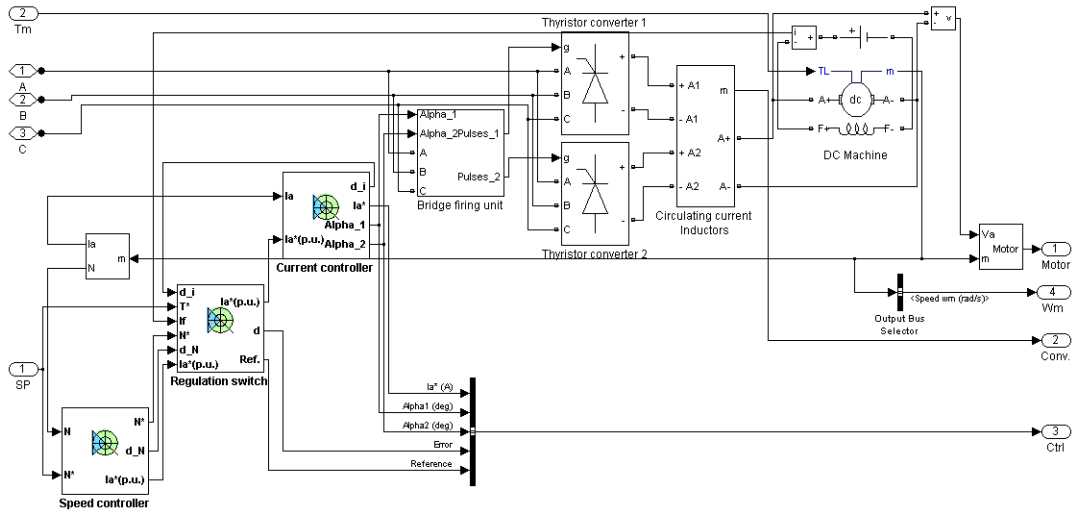 2
Tm
1
A
2
B
3
C
Thyristor converter 1
g
A
B
C
+
-
Thyristor converter 2
g
A
B
C
+
-
Alpha_1
Alpha_2
Pulses_1
A
B
Pulses_2
C
Bridge firing unit
+ A1
m
- A1
A+
+ A2
- A2
A-
Circulating current
Inductors
i
+
-
+
TL
m
A+
dc
A-
F+
F-
DC Machine
+
-
v
Va
Motor
m
1
Motor
<Speed wm (rad/s)>
Output Bus
Selector
4
Wm
2
Conv.
3
Ctrl
Ia
d_i
Ia*
Alpha_1
Ia*(p.u.)
Alpha_2
Current controller
Ia
N
m
d_i
T*
If
N*
d_N
Ia*(p.u.)
Ia*(p.u.)
d
Ref.
Regulation switch
1
SP
N
N*
N*
d_N
Ia*(p.u.)
Speed controller
Ia* (A)
Alpha1 (deg)
Alpha2 (deg)
Error
Reference